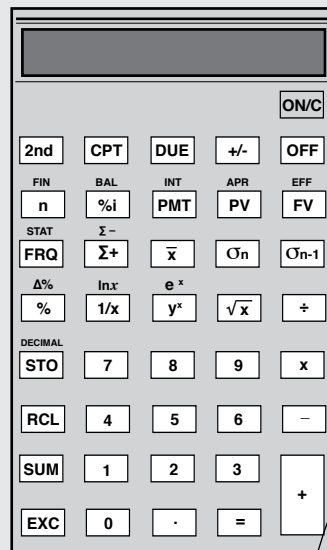 ON/C
2nd CPT DUE +/- OFF
FIN BAL INT APR EFF
n %i PMT PV FV
STAT Σ−
FRQ Σ+ x̅ σn σn-1
Δ% lnx e ˣ
% 1/x yˣ √x ÷
DECIMAL
STO 7 8 9 x
RCL 4 5 6 −
SUM 1 2 3
+
EXC 0 . =